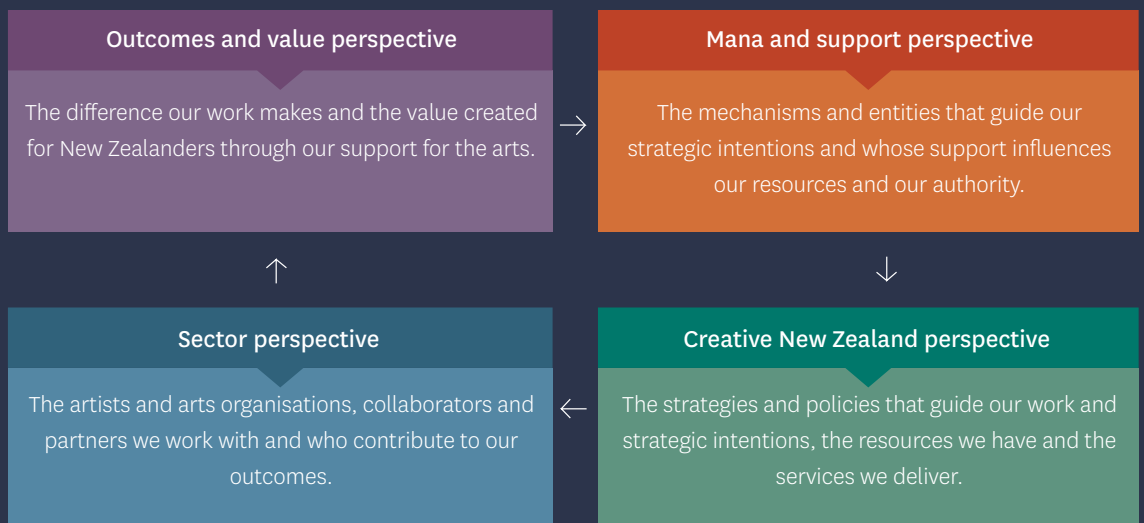 Outcomes and value perspective
The difference our work makes and the value created
for New Zealanders through our support for the arts.
Mana and support perspective
The mechanisms and entities that guide our
strategic intentions and whose support influences
our resources and our authority.
Sector perspective
The artists and arts organisations, collaborators and
partners we work with and who contribute to our
outcomes.
Creative New Zealand perspective
The strategies and policies that guide our work and
strategic intentions, the resources we have and the
services we deliver.